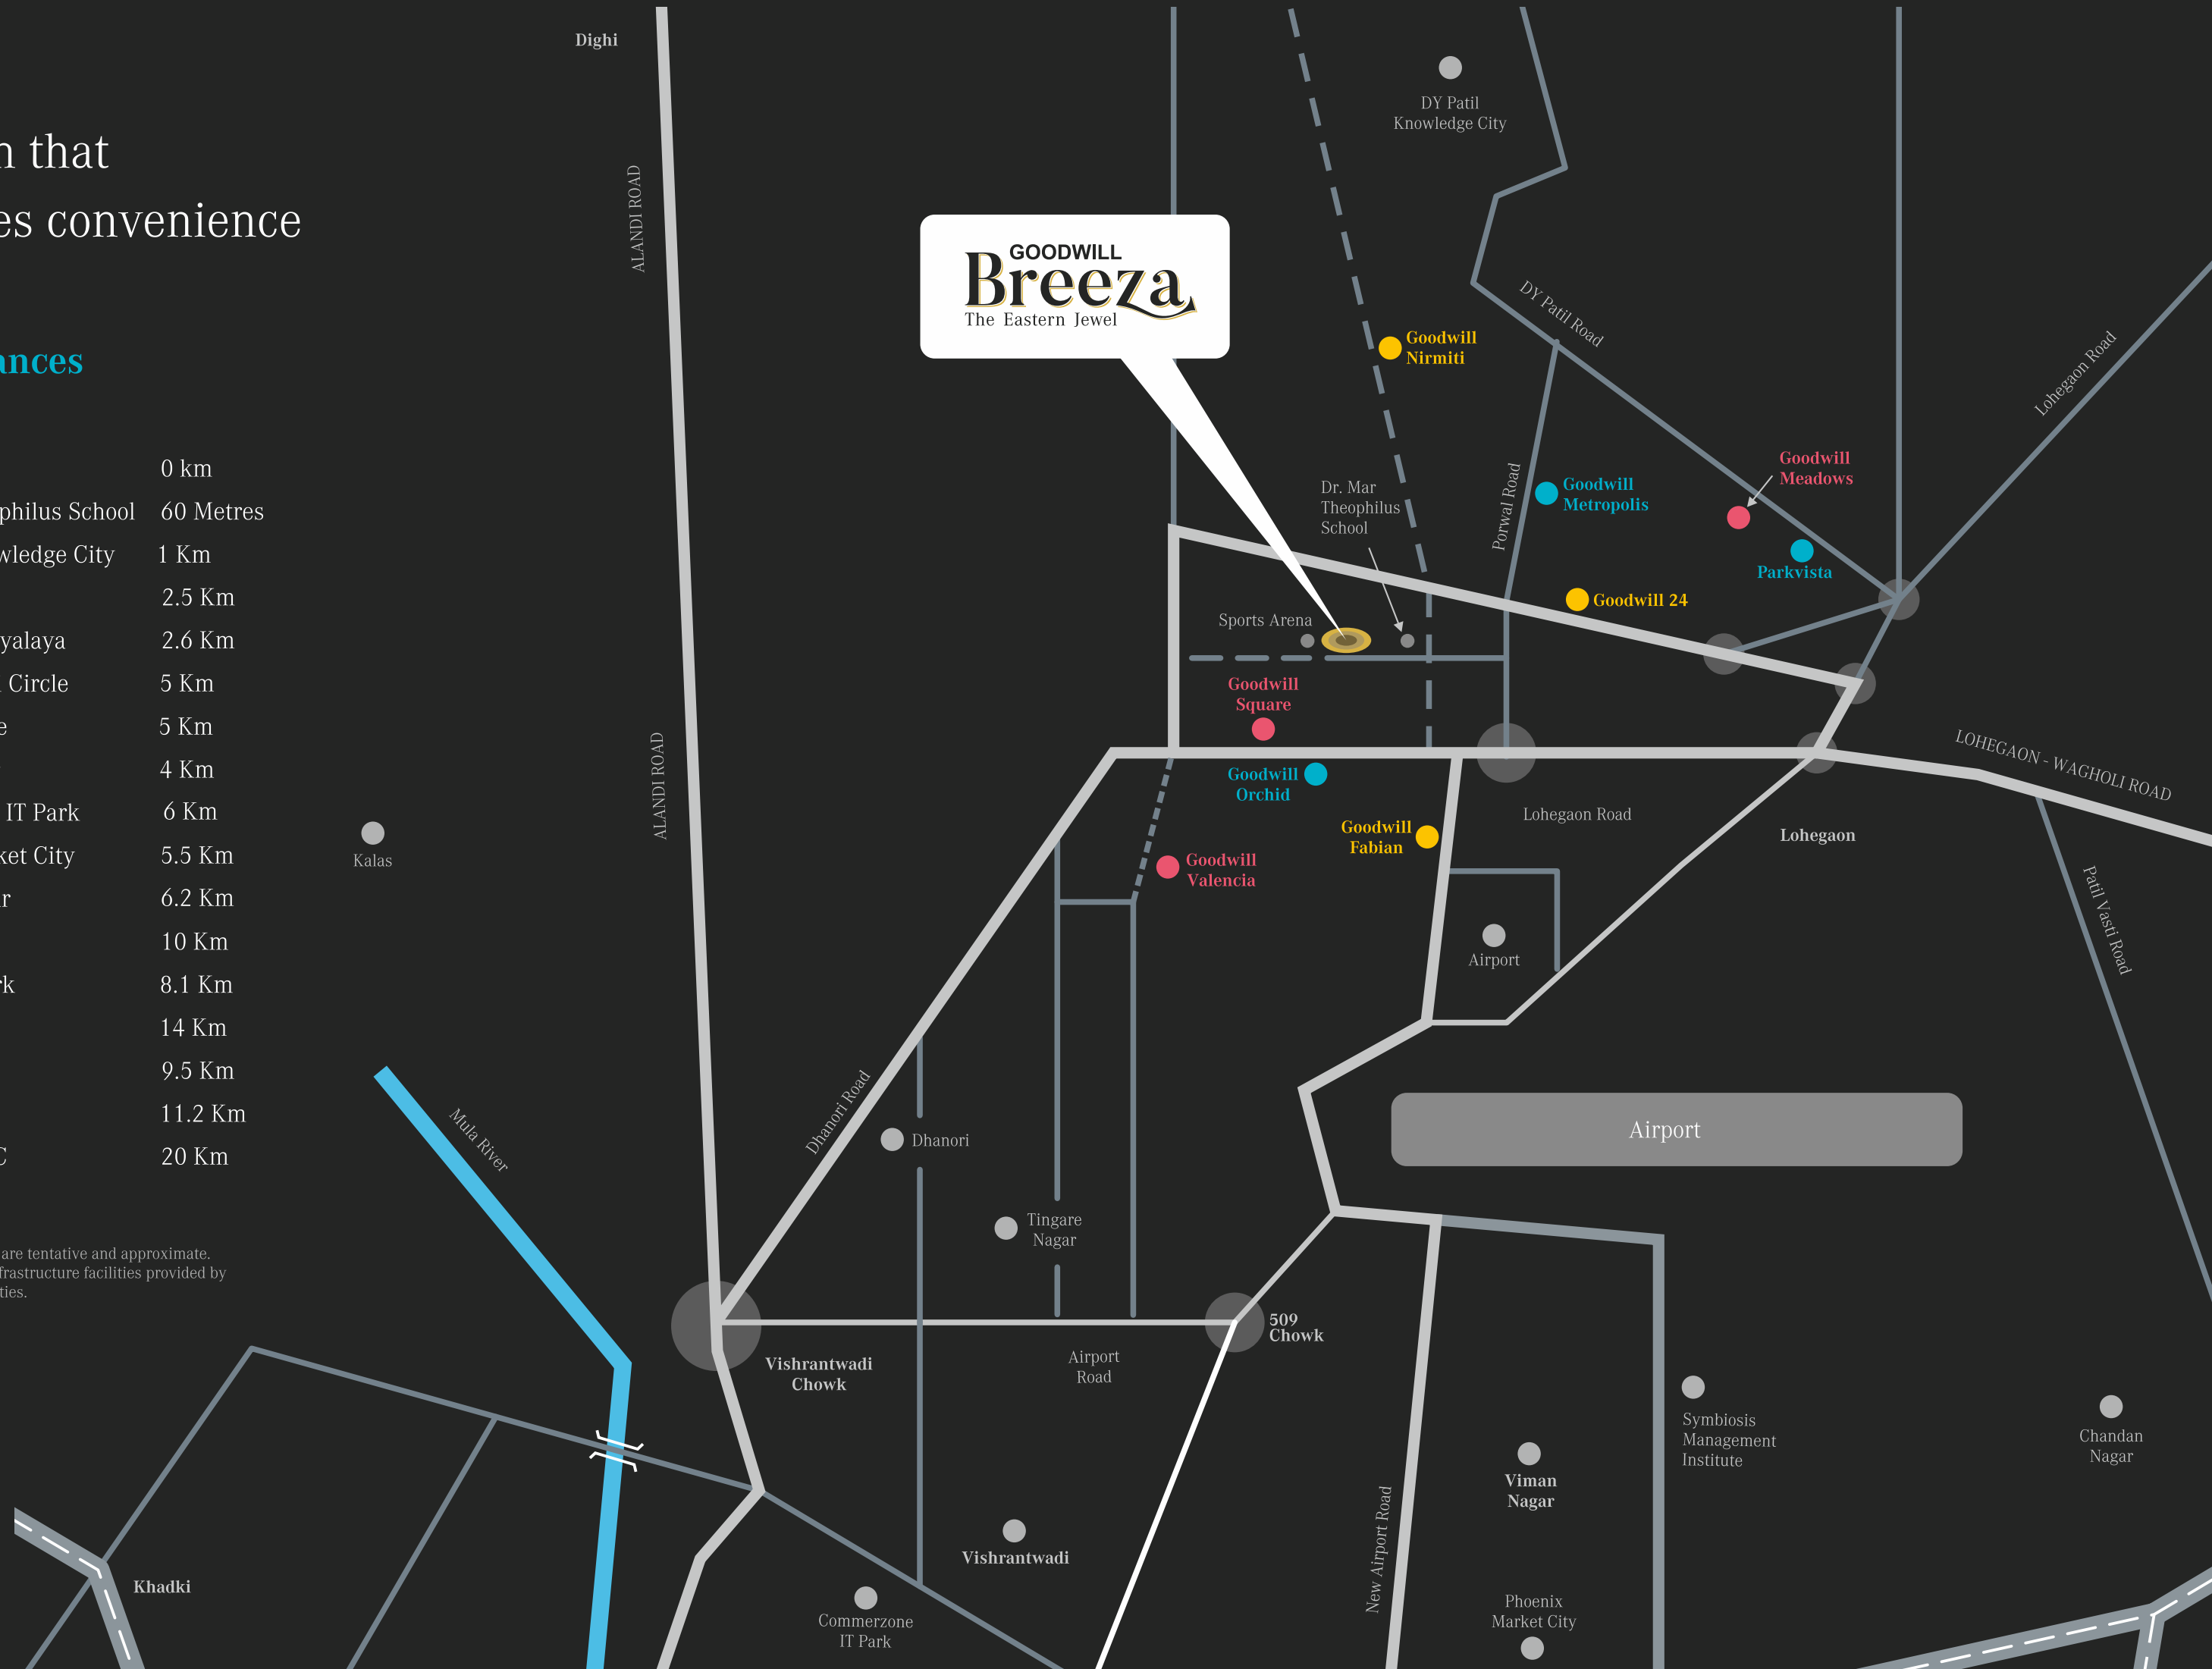 n that
es convenience
ances
0 km
philus School 60 Metres
wledge City 1 Km
2.5 Km
yalaya 2.6 Km
Circle 5 Km
e 5 Km
4 Km
IT Park 6 Km
ket City 5.5 Km
r 6.2 Km
10 Km
rk 8.1 Km
14 Km
9.5 Km
11.2 Km
C 20 Km
are tentative and approximate.
frastructure facilities provided by
ties.
Dighi
ALANDI ROAD
ALANDI ROAD
DY Patil
Knowledge City
GOODWILL
Breeza
The Eastern Jewel
Goodwill
Nirmiti
DY Patil Road
Lohegaon Road
Goodwill
Meadows
Dr. Mar
Theophilus
School
Porwal Road
Goodwill
Metropolis
Parkvista
Goodwill 24
Sports Arena
Goodwill
Square
Goodwill
Orchid
Goodwill
Fabian
Goodwill
Valencia
Lohegaon Road
Lohegaon
LOHEGAON - WAGHOLI ROAD
Patil Vasti Road
Kalas
Airport
Airport
Mula River
Dhanori Road
Dhanori
Tingare
Nagar
509
Chowk
Vishrantwadi
Chowk
Airport
Road
Symbiosis
Management
Institute
Chandan
Nagar
Viman
Nagar
New Airport Road
Vishrantwadi
Khadki
Commerzone
IT Park
Phoenix
Market City